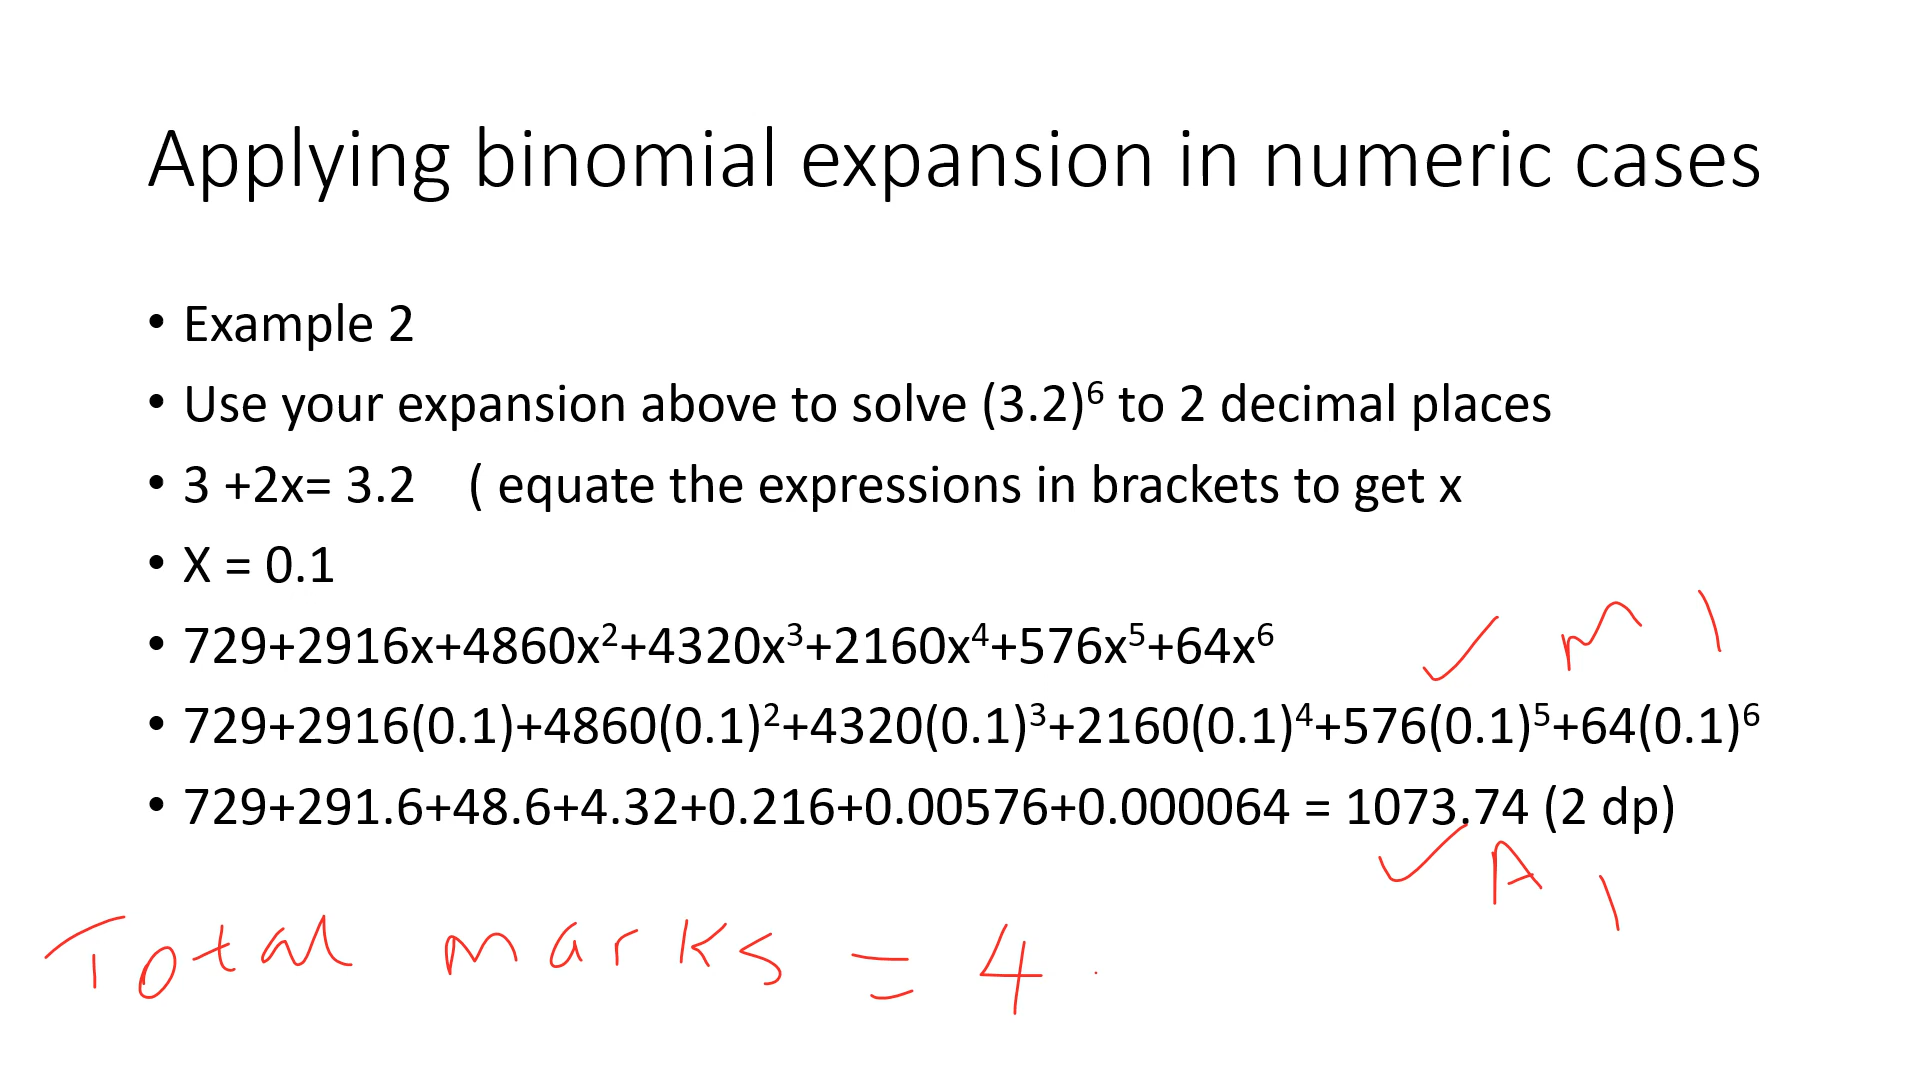 Applying binomial expansion in numeric cases
• Example 2
• Use your expansion above to solve (3.2)⁶ to 2 decimal places
• 3 +2x= 3.2 ( equate the expressions in brackets to get x
• X = 0.1
• 729+2916x+4860x²+4320x³+2160x⁴+576x⁵+64x⁶ ✓ M 1
• 729+2916(0.1)+4860(0.1)²+4320(0.1)³+2160(0.1)⁴+576(0.1)⁵+64(0.1)⁶
• 729+291.6+48.6+4.32+0.216+0.00576+0.000064 = 1073.74 (2 dp)
✓ A 1
Total marks = 4 .